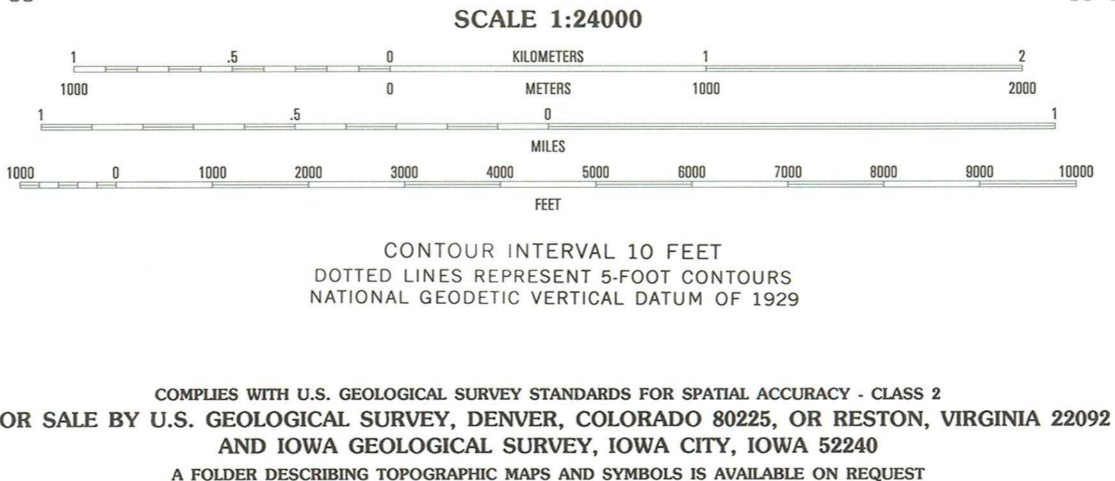 SCALE 1:24000
1 .5 0 KILOMETERS 1 2
1000 0 METERS 1000 2000
1 .5 0 1
MILES
1000 0 1000 2000 3000 4000 5000 6000 7000 8000 9000 10000
FEET
CONTOUR INTERVAL 10 FEET
DOTTED LINES REPRESENT 5-FOOT CONTOURS
NATIONAL GEODETIC VERTICAL DATUM OF 1929
COMPLIES WITH U.S. GEOLOGICAL SURVEY STANDARDS FOR SPATIAL ACCURACY - CLASS 2
OR SALE BY U.S. GEOLOGICAL SURVEY, DENVER, COLORADO 80225, OR RESTON, VIRGINIA 22092
AND IOWA GEOLOGICAL SURVEY, IOWA CITY, IOWA 52240
A FOLDER DESCRIBING TOPOGRAPHIC MAPS AND SYMBOLS IS AVAILABLE ON REQUEST